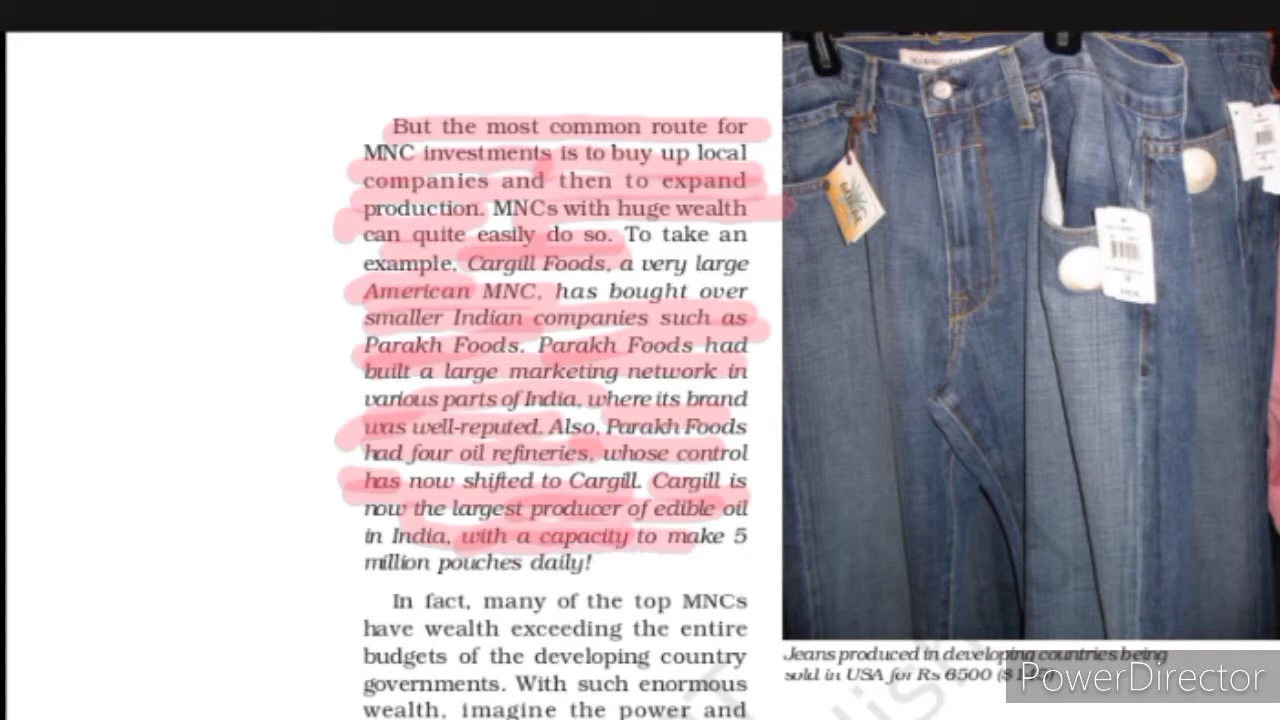 But the most common route for
MNC investments is to buy up local
companies and then to expand
production. MNCs with huge wealth
can quite easily do so. To take an
example, Cargill Foods, a very large
American MNC, has bought over
smaller Indian companies such as
Parakh Foods. Parakh Foods had
built a large marketing network in
various parts of India, where its brand
was well-reputed. Also, Parakh Foods
had four oil refineries, whose control
has now shifted to Cargill. Cargill is
now the largest producer of edible oil
in India, with a capacity to make 5
million pouches daily!
In fact, many of the top MNCs
have wealth exceeding the entire
budgets of the developing country
governments. With such enormous
wealth, imagine the power and
Jeans produced in developing countries being
sold in USA for Rs 6500
PowerDirector